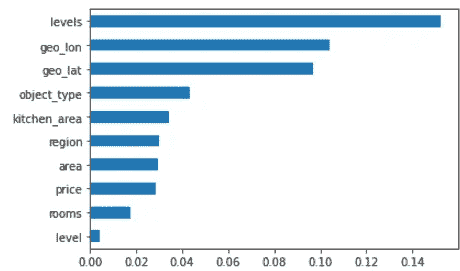 levels
geo_lon
geo_lat
object_type
kitchen_area
region
area
price
rooms
level
0.00 0.02 0.04 0.06 0.08 0.10 0.12 0.14